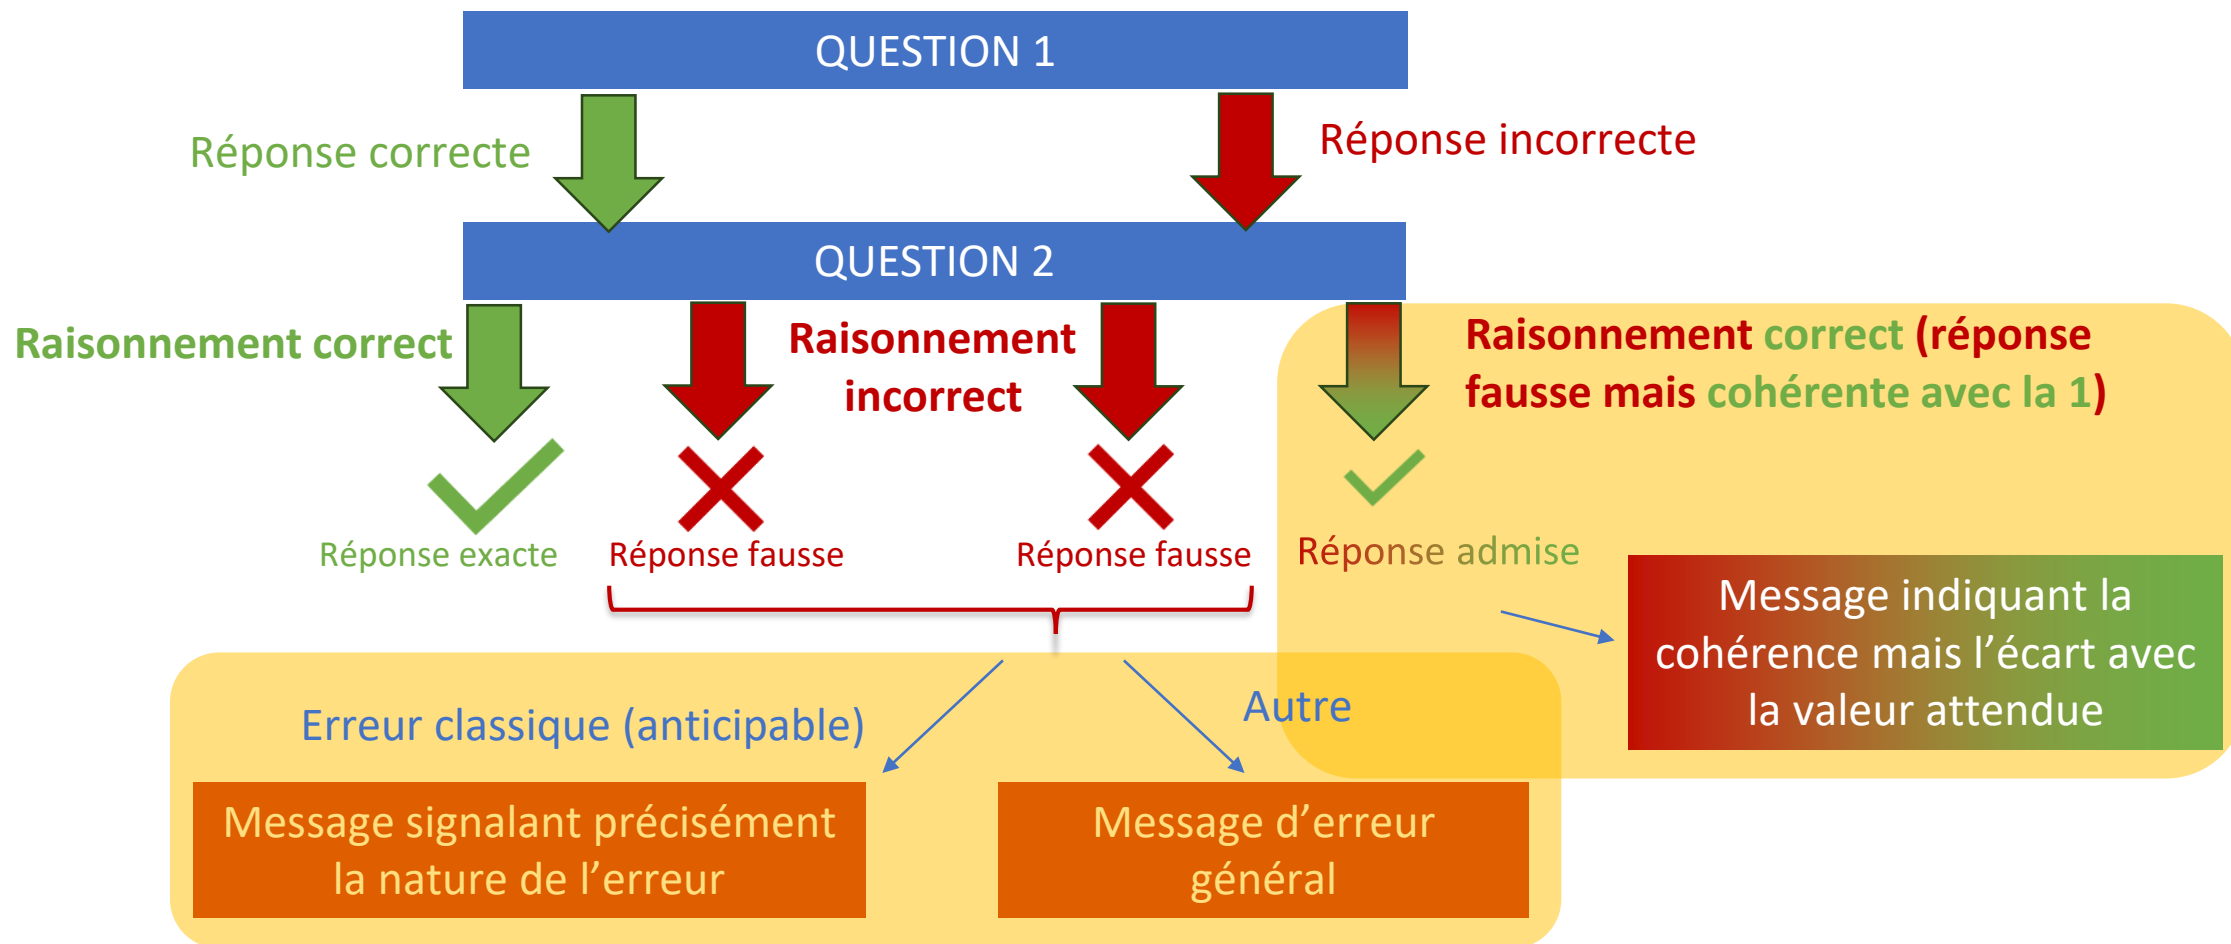 QUESTION 1
Réponse correcte
Réponse incorrecte
QUESTION 2
Raisonnement correct
Raisonnement
incorrect
Raisonnement correct (réponse
fausse mais cohérente avec la 1)
Réponse exacte
Réponse fausse
Réponse fausse
Réponse admise
Message indiquant la
cohérence mais l’écart avec
la valeur attendue
Erreur classique (anticipable)
Autre
Message signalant précisément
la nature de l’erreur
Message d’erreur
général